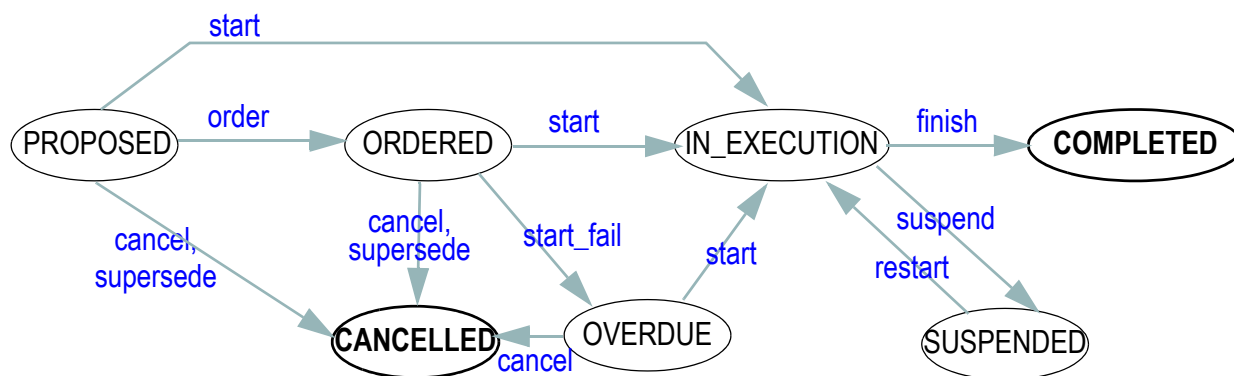 start
order
start
finish
PROPOSED
ORDERED
IN_EXECUTION
COMPLETED
cancel,
supersede
cancel,
supersede
start_fail
start
suspend
restart
CANCELLED
cancel
OVERDUE
SUSPENDED